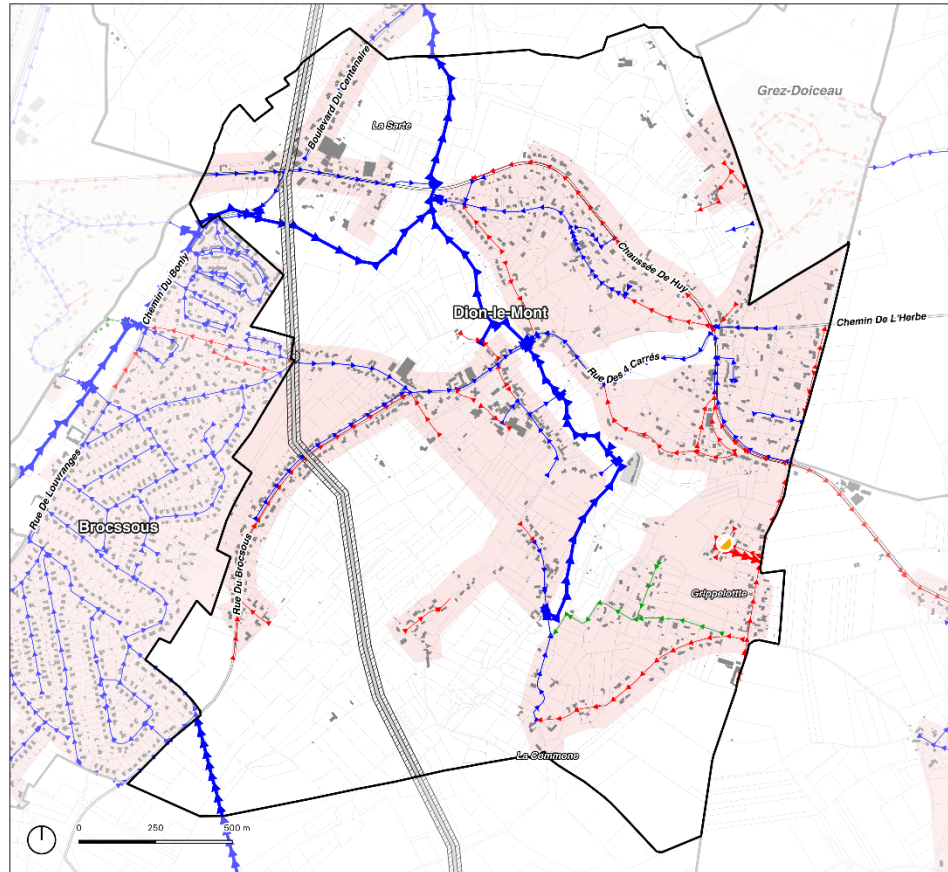 Grez-Doiceau
Boulevard Du Centenaire
La Sarte
Chemin Du Bonly
Chaussée De Huy
Dion-le-Mont
Chemin De L'Herbe
Rue Des 4 Carrés
Rue De Louvranges
Brocssous
Rue Du Brocsous
Grippelottte
La Commone
0 250 500 m